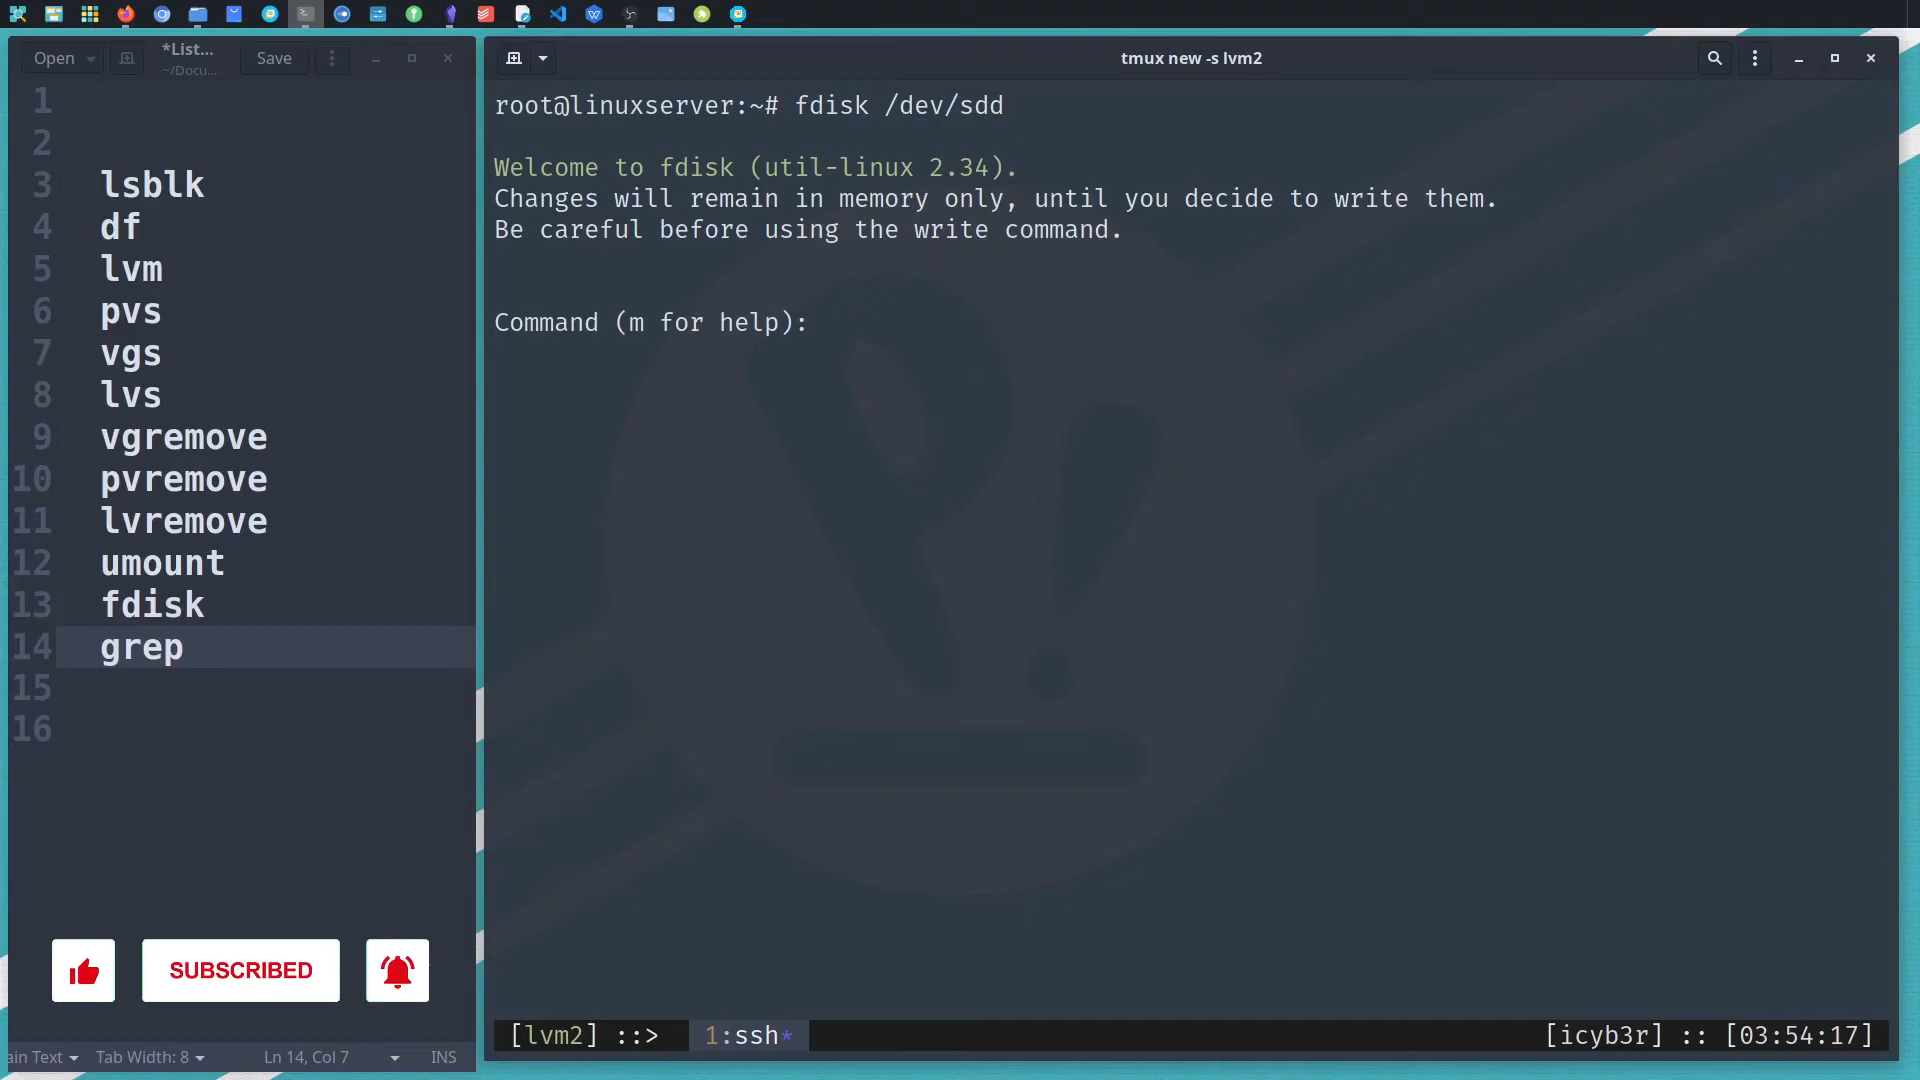 Open
*List...
~/Docu...
Save
1
2
3 lsblk
4 df
5 lvm
6 pvs
7 vgs
8 lvs
9 vgremove
10 pvremove
11 lvremove
12 umount
13 fdisk
14 grep
15
16
SUBSCRIBED
ain Text Tab Width: 8 Ln 14, Col 7 INS
tmux new -s lvm2
root@linuxserver:~# fdisk /dev/sdd
Welcome to fdisk (util-linux 2.34).
Changes will remain in memory only, until you decide to write them.
Be careful before using the write command.
Command (m for help):
[lvm2] ::> 1:ssh* [icyb3r] :: [03:54:17]